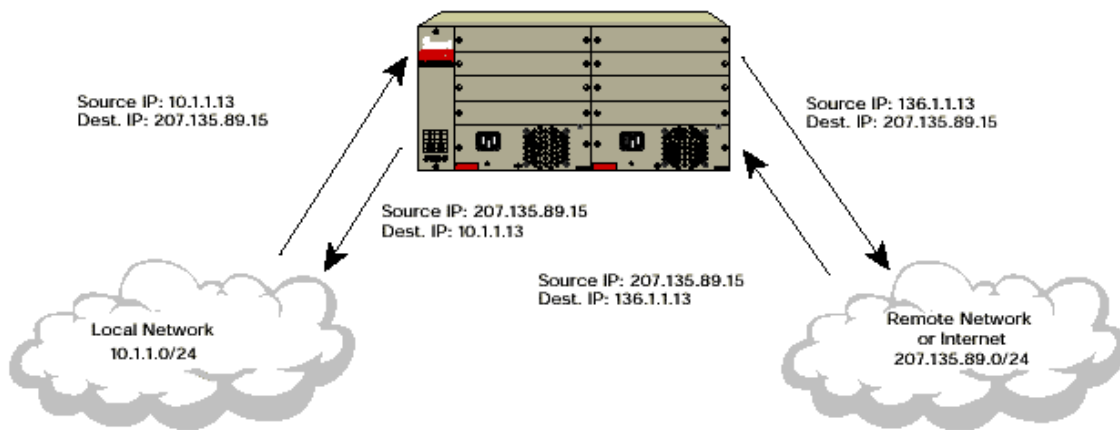 Source IP: 10.1.1.13
Dest. IP: 207.135.89.15
Source IP: 136.1.1.13
Dest. IP: 207.135.89.15
Source IP: 207.135.89.15
Dest. IP: 10.1.1.13
Source IP: 207.135.89.15
Dest. IP: 136.1.1.13
Local Network
10.1.1.0/24
Remote Network
or Internet
207.135.89.0/24